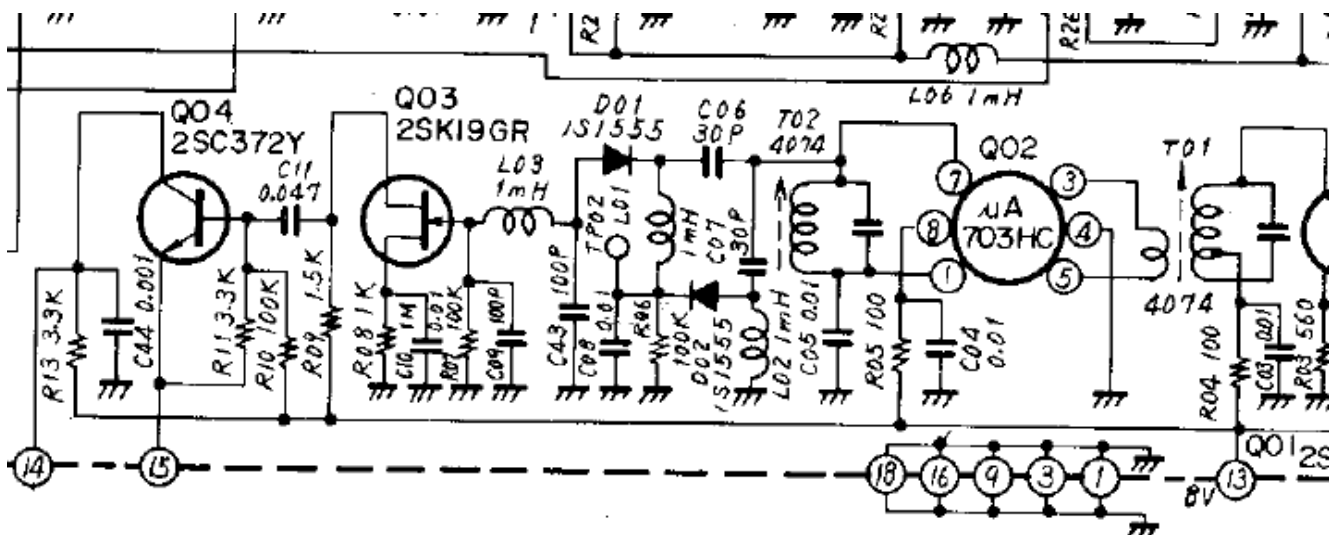 L06 1mH
Q04
2SC372Y
C11
0.047
Q03
2SK19GR
L03
1mH
D01
1S1555
C06
30P
T02
4074
Q02
μA
703HC
7
8
1
3
4
5
T01
4074
TP02
L01
1mH
C07
30P
R13 3.3K
C44 0.001
R11 3.3K
R10 100K
R09 1.5K
R08 1K
C10
0.01
100K
C09
100P
C43 100P
C08 0.01
R06
100K
D02
1S1555
L02 1mH
C05 0.01
R05 100
C04
0.01
R04 100
C03
R03 560
R26
14
15
18
16
9
3
1
8V
13
Q01 2S